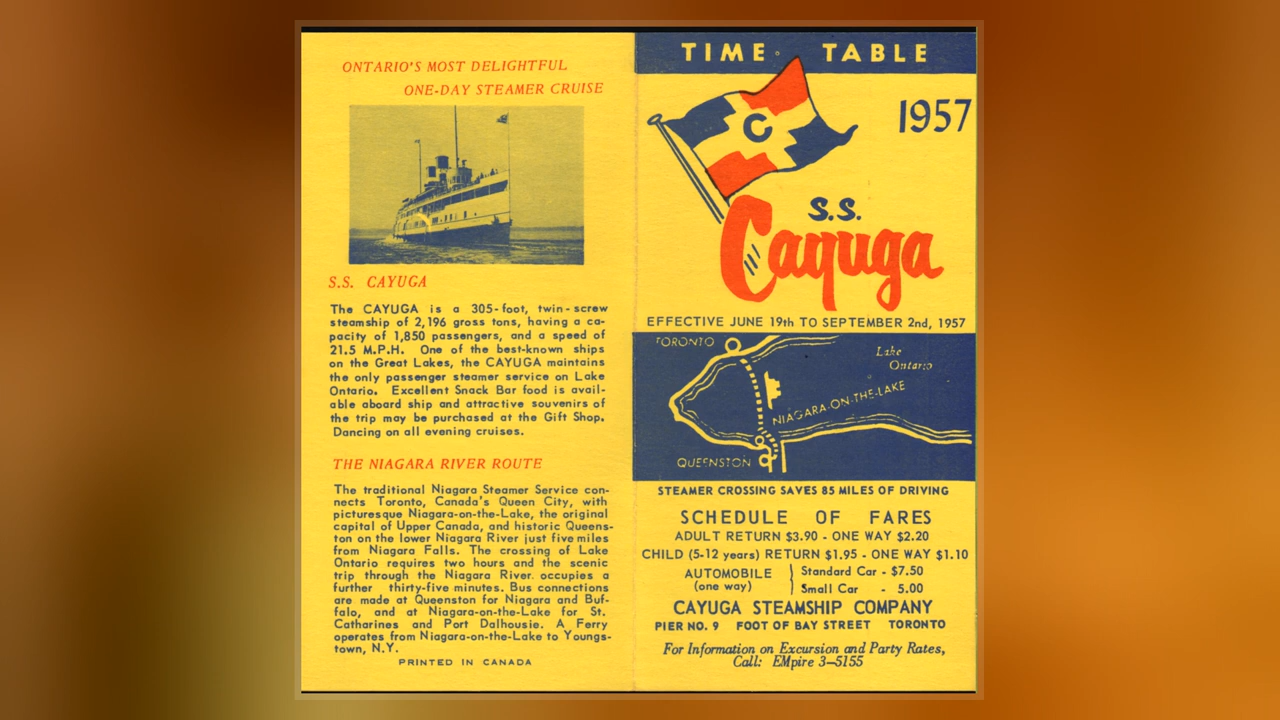 ONTARIO'S MOST DELIGHTFUL
ONE-DAY STEAMER CRUISE
S.S. CAYUGA
The CAYUGA is a 305-foot, twin-screw
steamship of 2,196 gross tons, having a ca-
pacity of 1,850 passengers, and a speed of
21.5 M.P.H. One of the best-known ships
on the Great Lakes, the CAYUGA maintains
the only passenger steamer service on Lake
Ontario. Excellent Snack Bar food is avail-
able aboard ship and attractive souvenirs of
the trip may be purchased at the Gift Shop.
Dancing on all evening cruises.
THE NIAGARA RIVER ROUTE
The traditional Niagara Steamer Service con-
nects Toronto, Canada's Queen City, with
picturesque Niagara-on-the-Lake, the original
capital of Upper Canada, and historic Queens-
ton on the lower Niagara River just five miles
from Niagara Falls. The crossing of Lake
Ontario requires two hours and the scenic
trip through the Niagara River occupies a
further thirty-five minutes. Bus connections
are made at Queenston for Niagara and Buf-
falo, and at Niagara-on-the-Lake for St.
Catharines and Port Dalhousie. A Ferry
operates from Niagara-on-the-Lake to Youngs-
town, N.Y.
PRINTED IN CANADA
TIME TABLE
1957
C
S.S.
Cayuga
EFFECTIVE JUNE 19th TO SEPTEMBER 2nd, 1957
TORONTO
Lake
Ontario
NIAGARA-ON-THE-LAKE
QUEENSTON
STEAMER CROSSING SAVES 85 MILES OF DRIVING
SCHEDULE OF FARES
ADULT RETURN $3.90 - ONE WAY $2.20
CHILD (5-12 years) RETURN $1.95 - ONE WAY $1.10
AUTOMOBILE
(one way)
Standard Car - $7.50
Small Car - 5.00
CAYUGA STEAMSHIP COMPANY
PIER NO. 9 FOOT OF BAY STREET TORONTO
For Information on Excursion and Party Rates,
Call: EMpire 3—5155